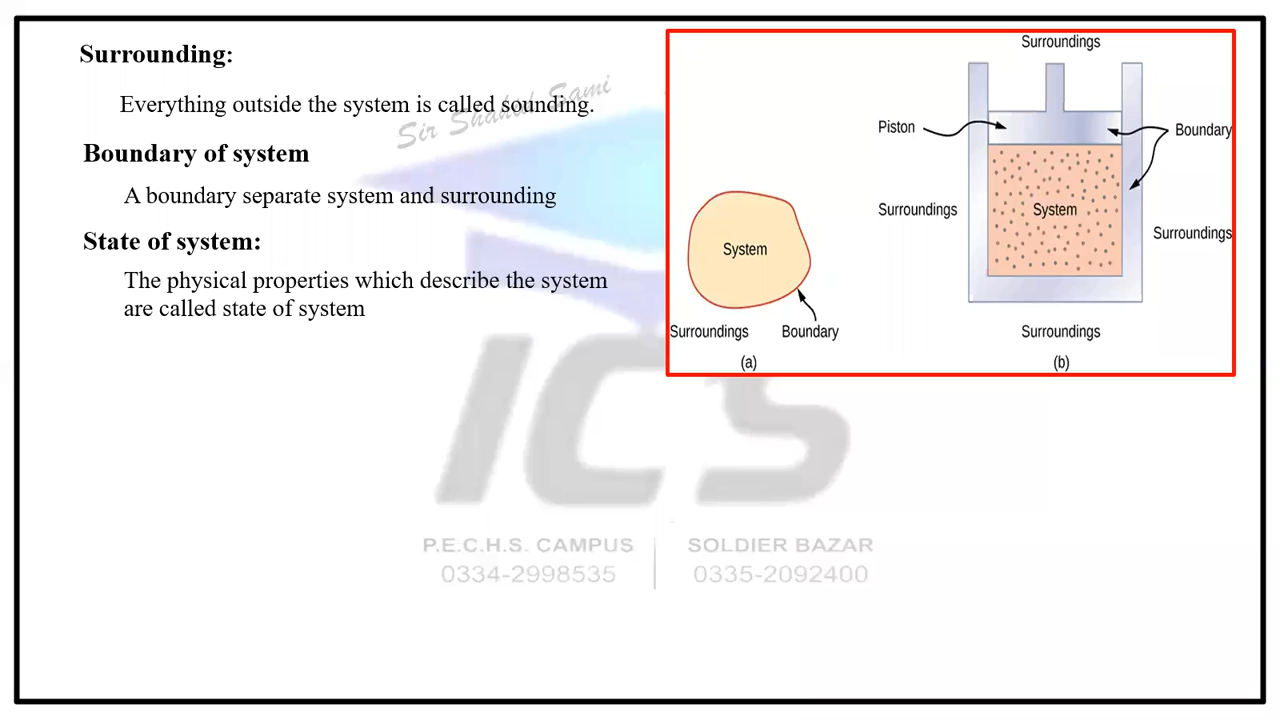 Surrounding:
Everything outside the system is called sounding.
Sir Shahid Sami
Boundary of system
A boundary separate system and surrounding
State of system:
The physical properties which describe the system
are called state of system
Surroundings
Piston
Boundary
Surroundings
System
Surroundings
System
Surroundings
Boundary
Surroundings
(a)
(b)
ICS
P.E.C.H.S. CAMPUS
0334-2998535
SOLDIER BAZAR
0335-2092400